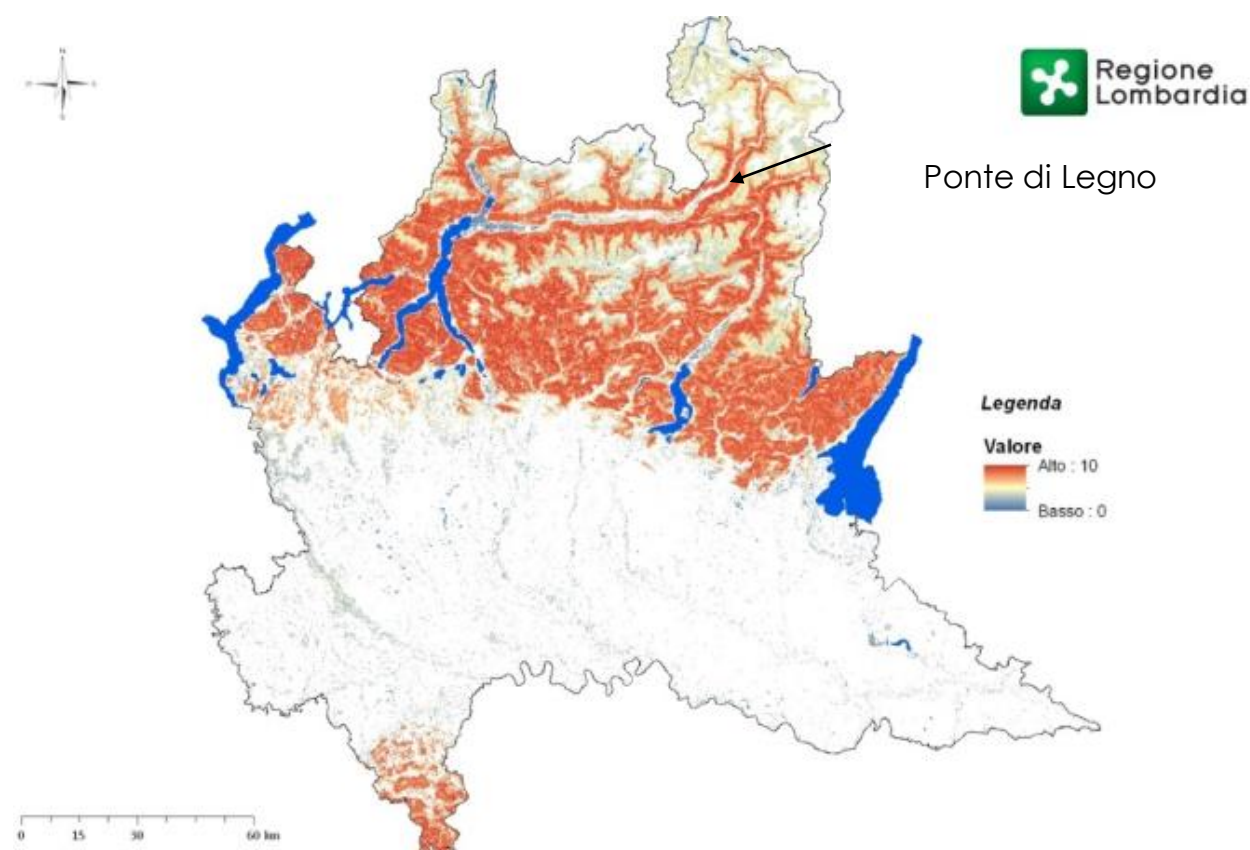 N
S
Regione
Lombardia
Ponte di Legno
Legenda
Valore
Alto : 10
Basso : 0
0 15 30 60 km